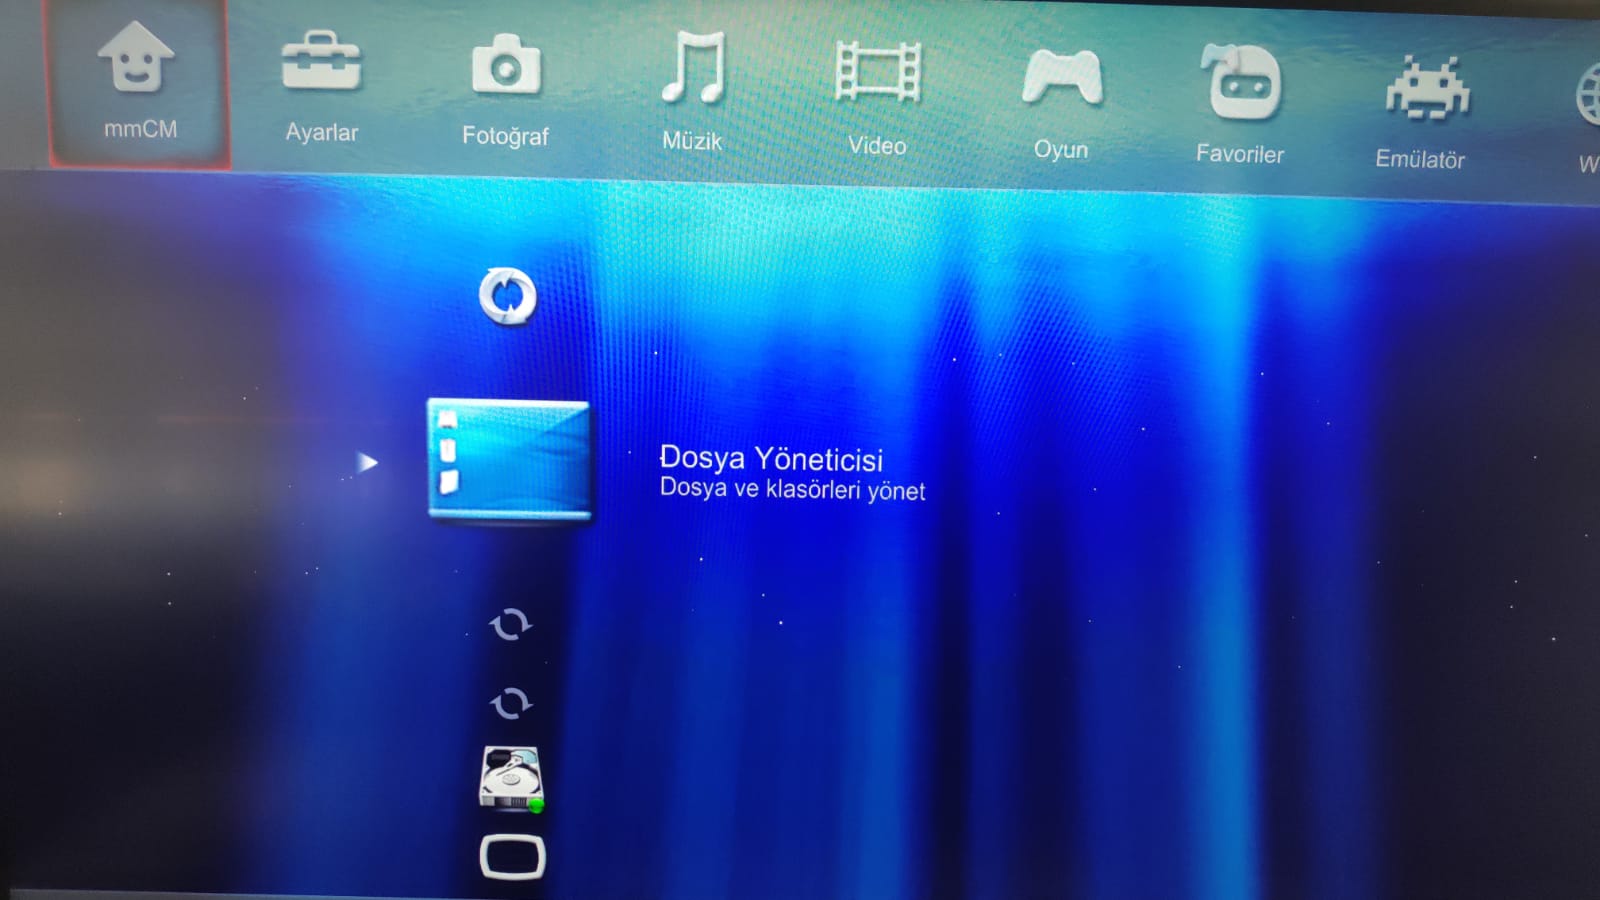 mmCM
Ayarlar
Fotoğraf
Müzik
Video
Oyun
Favoriler
Emülatör
Dosya Yöneticisi
Dosya ve klasörleri yönet